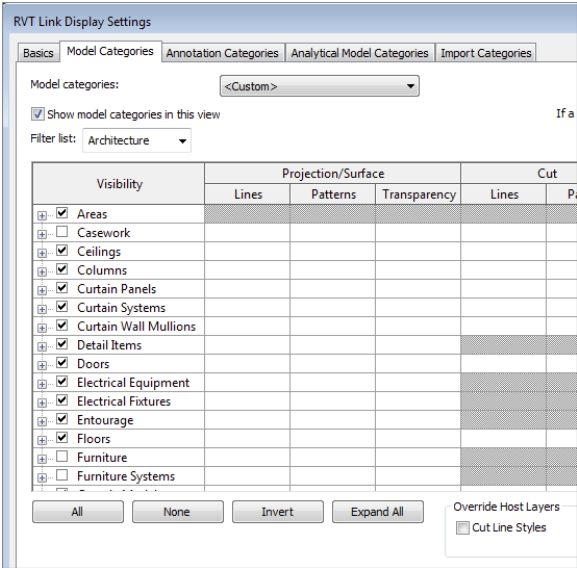 RVT Link Display Settings
Basics Model Categories Annotation Categories Analytical Model Categories Import Categories
Model categories: <Custom>
Show model categories in this view If a
Filter list: Architecture
Visibility Projection/Surface Cut
Lines Patterns Transparency Lines
Areas
Casework
Ceilings
Columns
Curtain Panels
Curtain Systems
Curtain Wall Mullions
Detail Items
Doors
Electrical Equipment
Electrical Fixtures
Entourage
Floors
Furniture
Furniture Systems
All None Invert Expand All Override Host Layers
Cut Line Styles